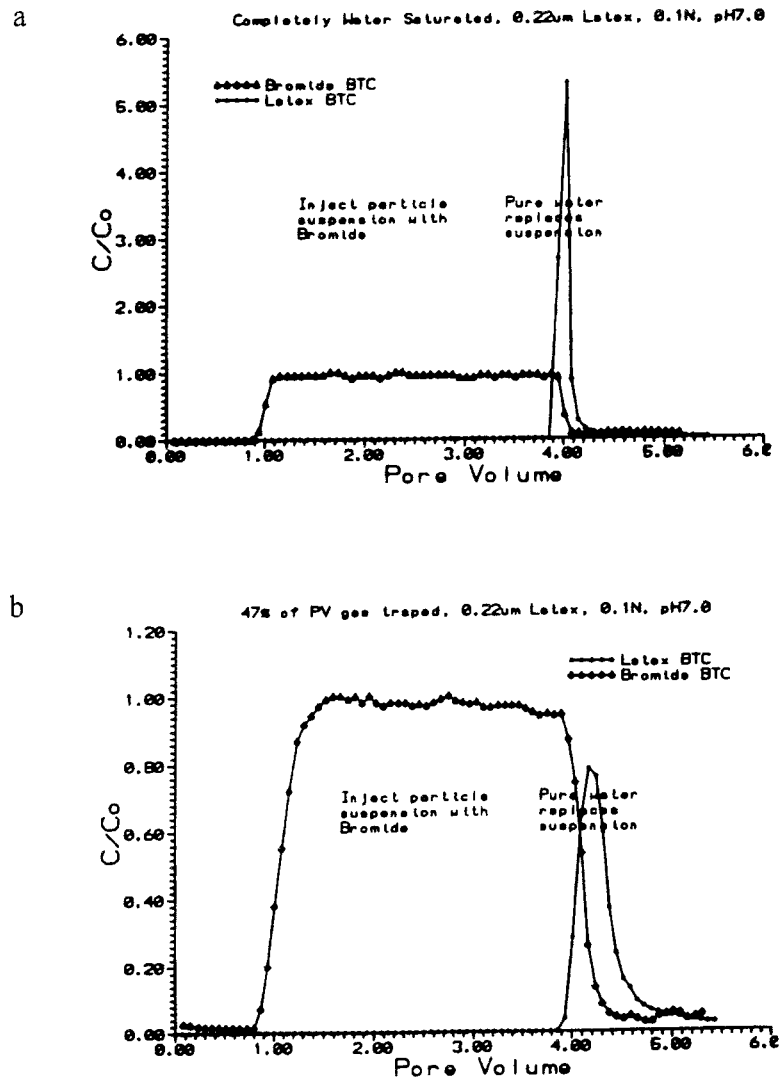 a
Completely Water Saturated, 0.22um Latex, 0.1N, pH7.0
6.00
Bromide BTC
Latex BTC
5.00
4.00
Inject particle
suspension with
Bromide
Pure water
replaces
suspension
3.00
C/Co
2.00
1.00
0.00
0.00
1.00
2.00
3.00
4.00
5.00
Pore Volume
b
47% of PV gas traped, 0.22um Latex, 0.1N, pH7.0
1.20
Latex BTC
Bromide BTC
1.00
0.80
Inject particle
suspension with
Bromide
Pure water
replaces
suspension
C/Co
0.60
0.40
0.20
0.00
0.00
1.00
2.00
3.00
4.00
5.00
Pore Volume